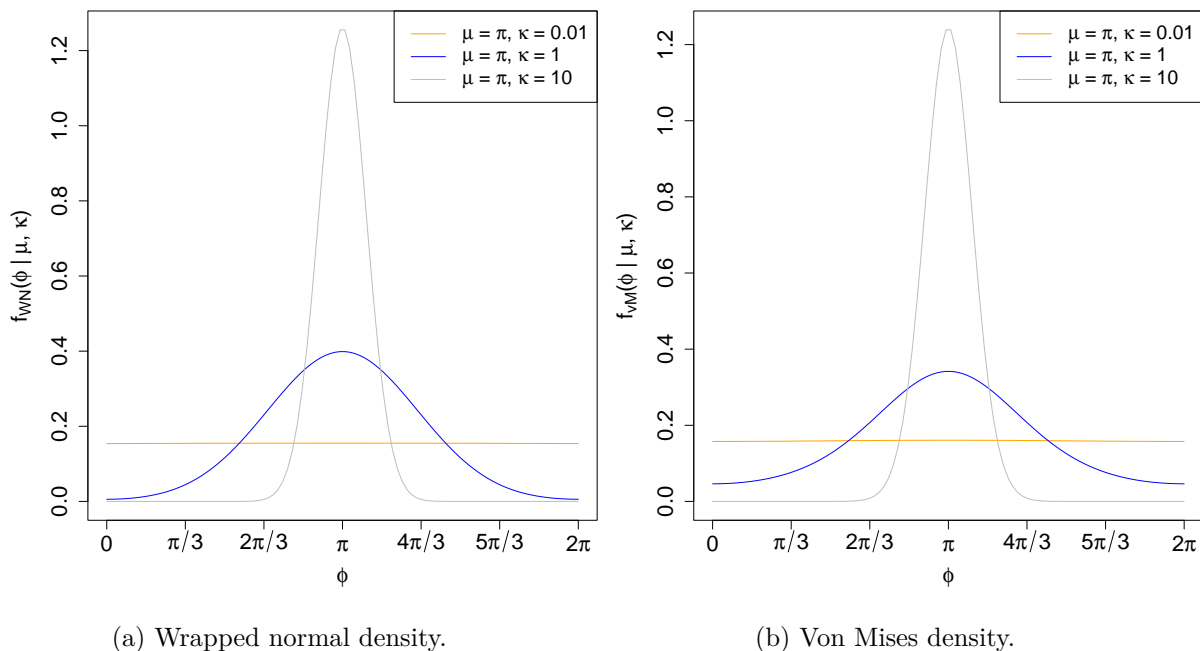 μ = π, κ = 0.01
μ = π, κ = 1
μ = π, κ = 10
f_WN(ϕ | μ, κ)
1.2
1.0
0.8
0.6
0.4
0.2
0.0
0 π/3 2π/3 π 4π/3 5π/3 2π
ϕ
(a) Wrapped normal density.
μ = π, κ = 0.01
μ = π, κ = 1
μ = π, κ = 10
f_vM(ϕ | μ, κ)
1.2
1.0
0.8
0.6
0.4
0.2
0.0
0 π/3 2π/3 π 4π/3 5π/3 2π
ϕ
(b) Von Mises density.